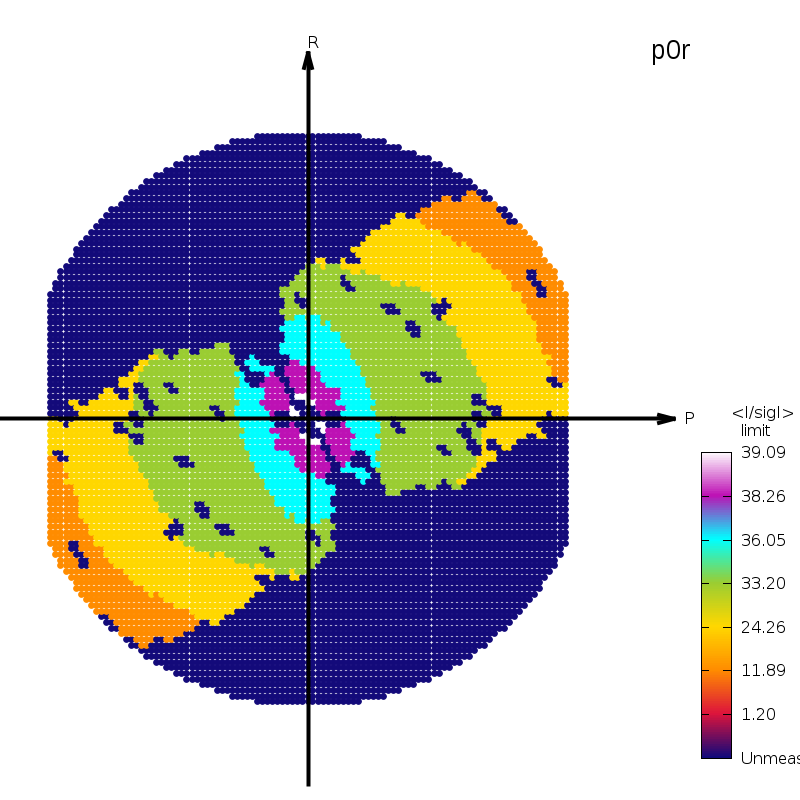 p0r
R
P
<I/sigI>
limit
39.09
38.26
36.05
33.20
24.26
11.89
1.20
Unmeas